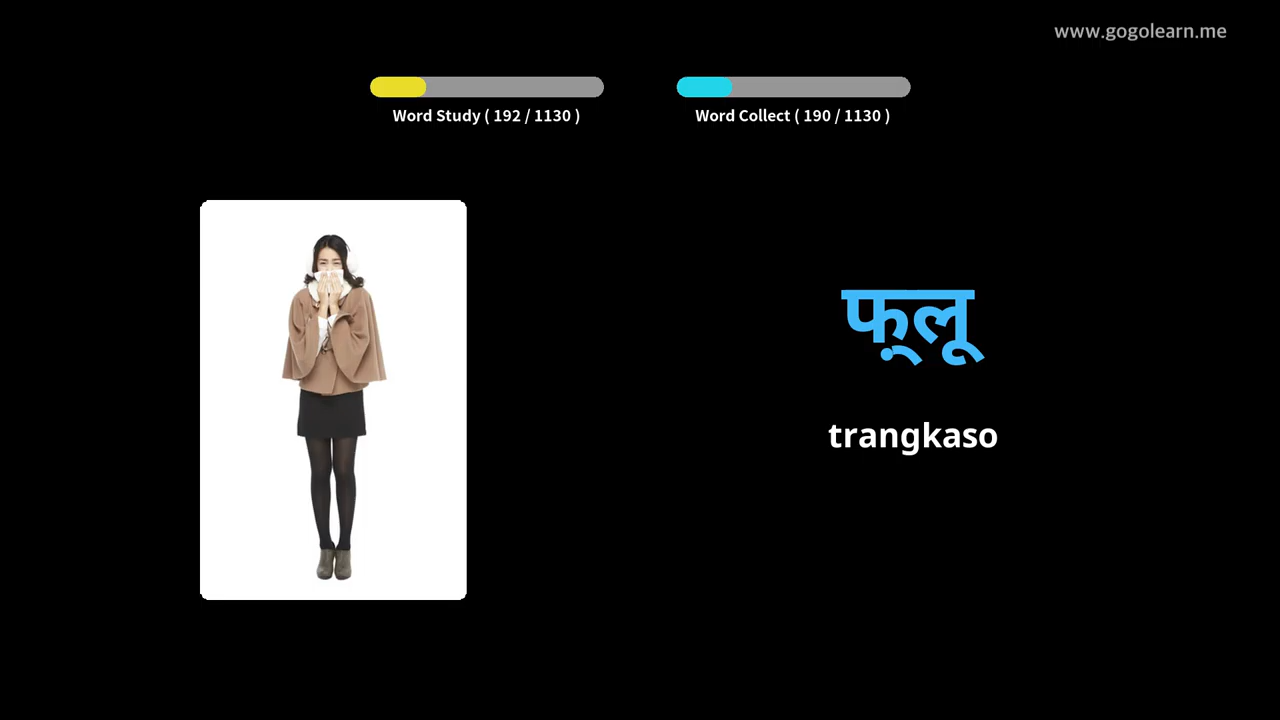 www.gogolearn.me
Word Study ( 192 / 1130 )
Word Collect ( 190 / 1130 )
फ़्लू
trangkaso